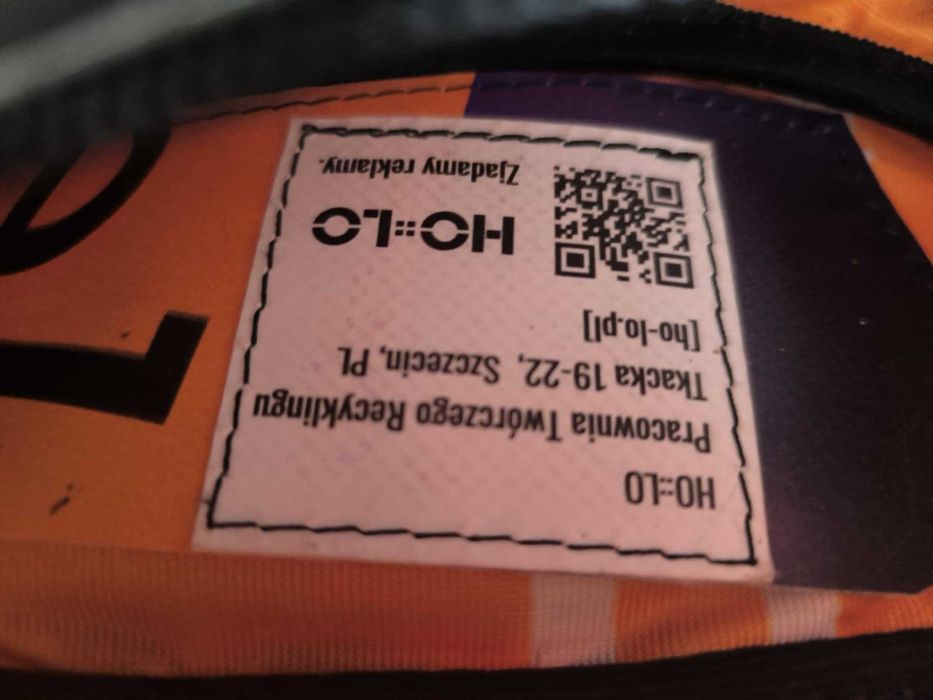 HO::LO
Pracownia Twórczego Recyklingu
Tkacka 19-22, Szczecin, PL
[ho-lo.pl]
HO::LO
Zjadamy reklamy.